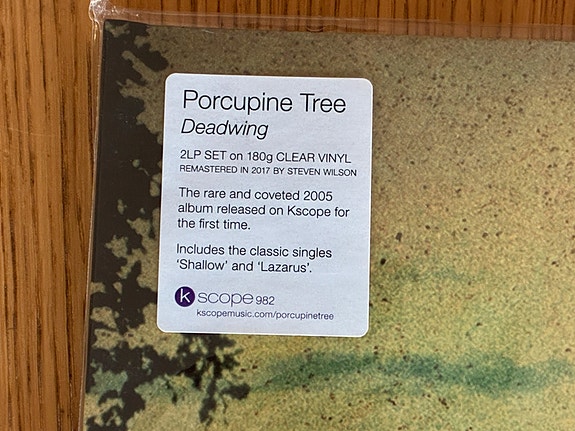 Porcupine Tree
Deadwing
2LP SET on 180g CLEAR VINYL
REMASTERED IN 2017 BY STEVEN WILSON
The rare and coveted 2005
album released on Kscope for
the first time.
Includes the classic singles
‘Shallow’ and ‘Lazarus’.
k scope 982
kscopemusic.com/porcupinetree